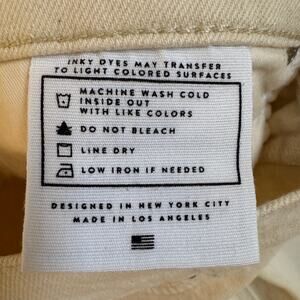 INKY DYES MAY TRANSFER
TO LIGHT COLORED SURFACES
MACHINE WASH COLD
INSIDE OUT
WITH LIKE COLORS
DO NOT BLEACH
LINE DRY
LOW IRON IF NEEDED
DESIGNED IN NEW YORK CITY
MADE IN LOS ANGELES